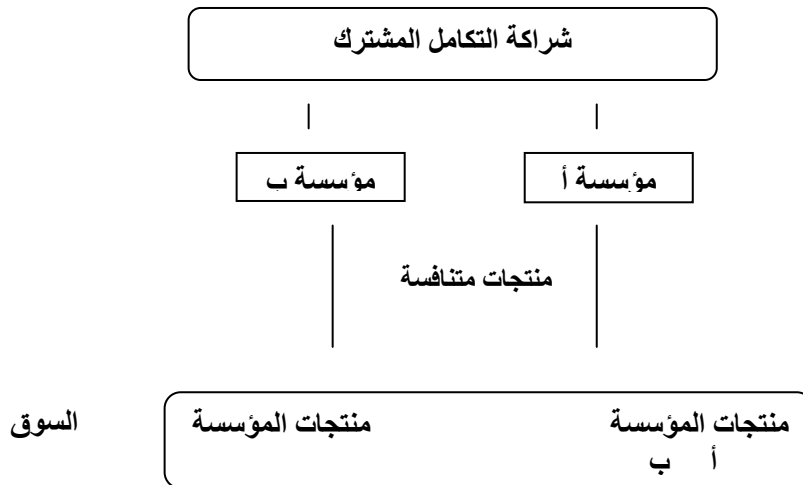 شراكة التكامل المشترك
مؤسسة أ
مؤسسة ب
منتجات متنافسة
منتجات المؤسسة
أ ب
منتجات المؤسسة
السوق